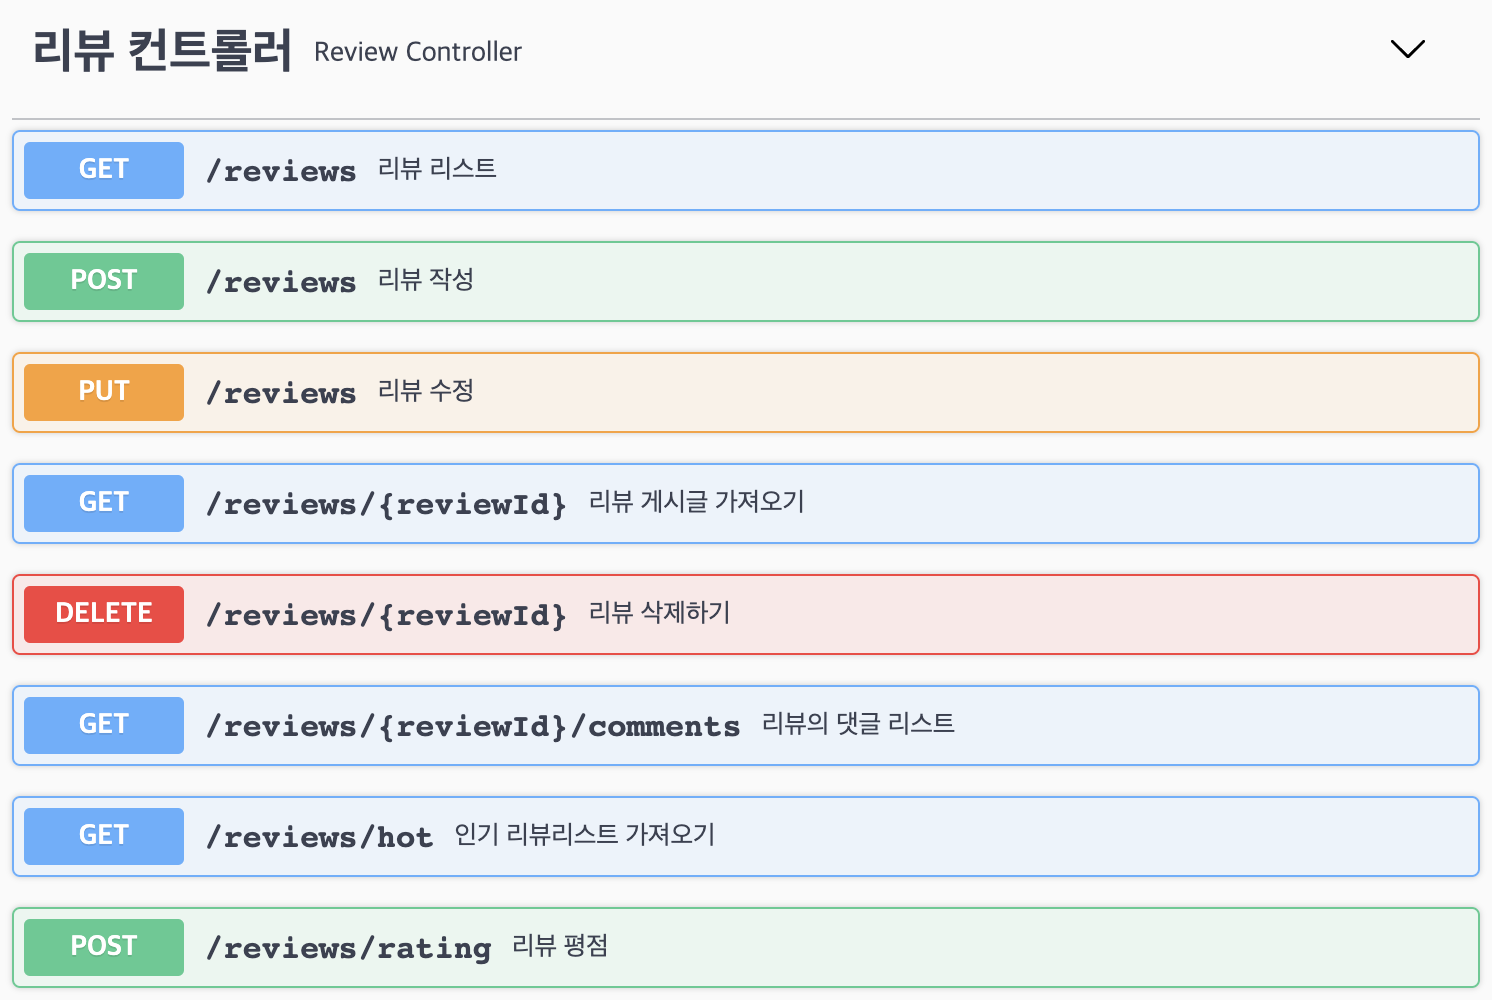 리뷰 컨트롤러 Review Controller
GET /reviews 리뷰 리스트
POST /reviews 리뷰 작성
PUT /reviews 리뷰 수정
GET /reviews/{reviewId} 리뷰 게시글 가져오기
DELETE /reviews/{reviewId} 리뷰 삭제하기
GET /reviews/{reviewId}/comments 리뷰의 댓글 리스트
GET /reviews/hot 인기 리뷰리스트 가져오기
POST /reviews/rating 리뷰 평점